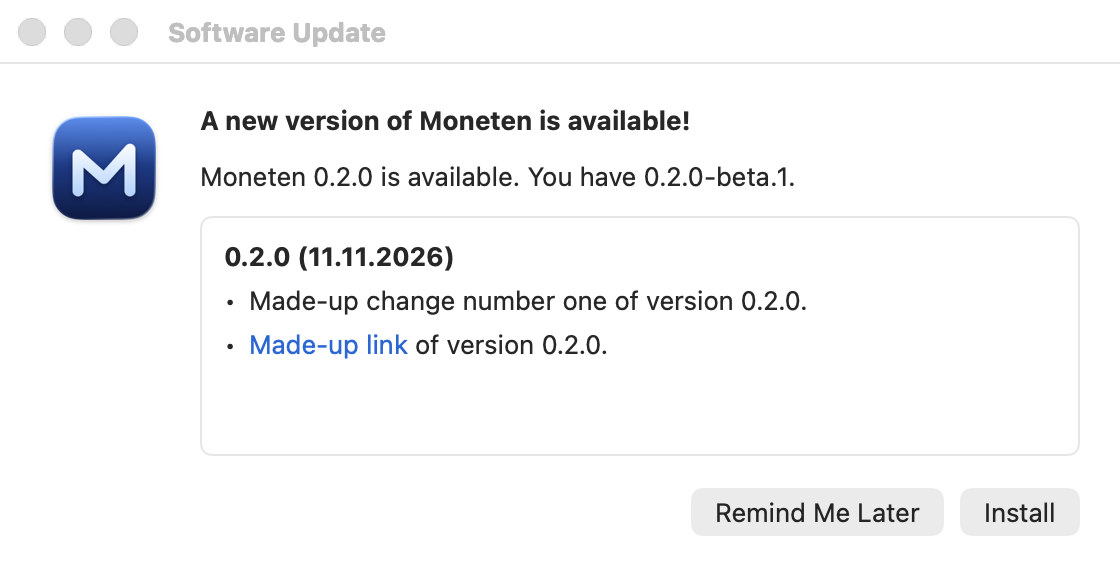 Software Update
M
A new version of Moneten is available!
Moneten 0.2.0 is available. You have 0.2.0-beta.1.
0.2.0 (11.11.2026)
• Made-up change number one of version 0.2.0.
• Made-up link of version 0.2.0.
Remind Me Later
Install